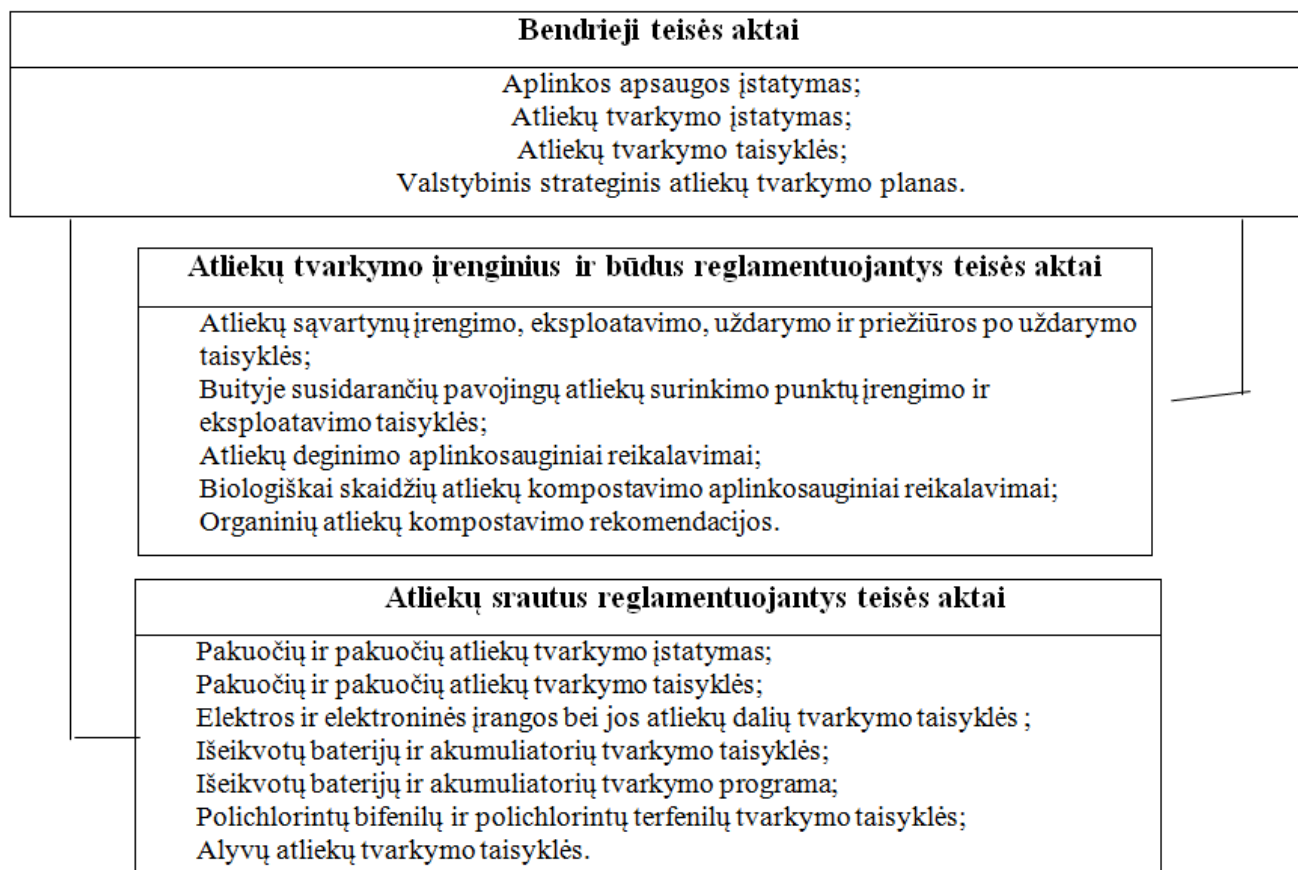 Bendrieji teisės aktai
Aplinkos apsaugos įstatymas;
Atliekų tvarkymo įstatymas;
Atliekų tvarkymo taisyklės;
Valstybinis strateginis atliekų tvarkymo planas.
Atliekų tvarkymo įrenginius ir būdus reglamentuojantys teisės aktai
Atliekų sąvartynų įrengimo, eksploatavimo, uždarymo ir priežiūros po uždarymo
taisyklės;
Buityje susidarančių pavojingų atliekų surinkimo punktų įrengimo ir
eksploatavimo taisyklės;
Atliekų deginimo aplinkosauginiai reikalavimai;
Biologiškai skaidžių atliekų kompostavimo aplinkosauginiai reikalavimai;
Organinių atliekų kompostavimo rekomendacijos.
Atliekų srautus reglamentuojantys teisės aktai
Pakuočių ir pakuočių atliekų tvarkymo įstatymas;
Pakuočių ir pakuočių atliekų tvarkymo taisyklės;
Elektros ir elektroninės įrangos bei jos atliekų dalių tvarkymo taisyklės ;
Išeikvotų baterijų ir akumuliatorių tvarkymo taisyklės;
Išeikvotų baterijų ir akumuliatorių tvarkymo programa;
Polichlorintų bifenilų ir polichlorintų terfenilų tvarkymo taisyklės;
Alyvų atliekų tvarkymo taisyklės.